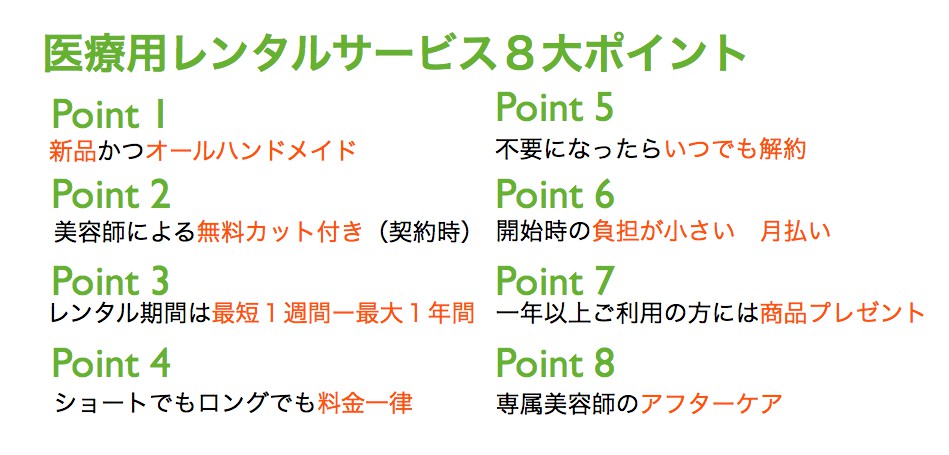 医療用レンタルサービス８大ポイント
Point 1
新品かつオールハンドメイド
Point 2
美容師による無料カット付き（契約時）
Point 3
レンタル期間は最短１週間ー最大１年間
Point 4
ショートでもロングでも料金一律
Point 5
不要になったらいつでも解約
Point 6
開始時の負担が小さい　月払い
Point 7
一年以上ご利用の方には商品プレゼント
Point 8
専属美容師のアフターケア